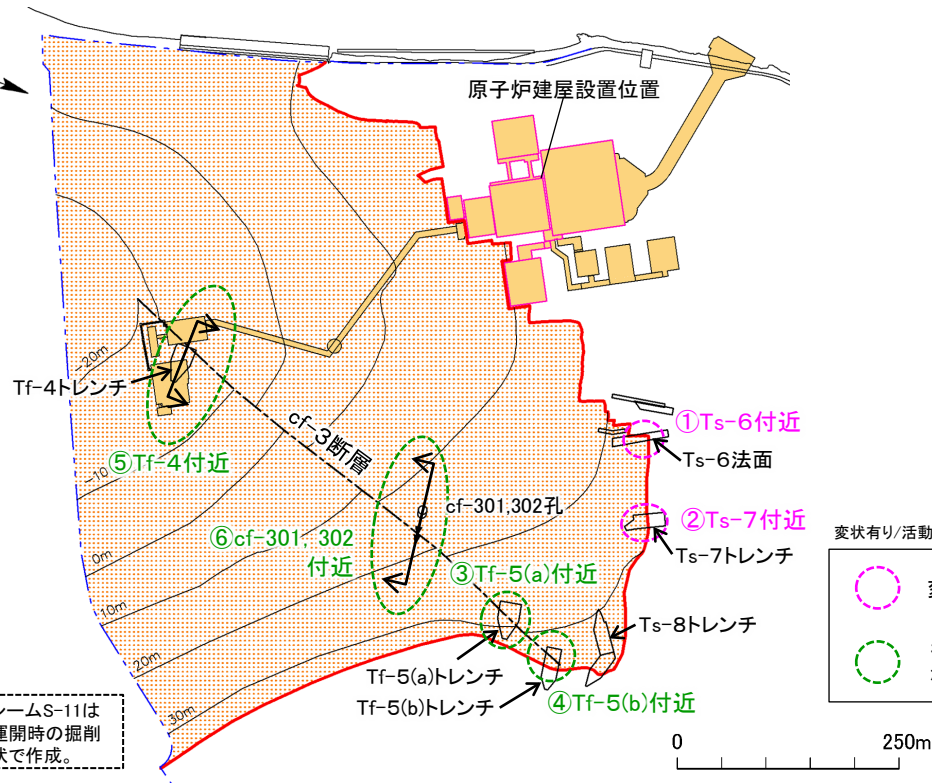 原子炉建屋設置位置
-20m
Tf-4トレンチ
-10
⑤Tf-4付近
cf-3断層
①Ts-6付近
Ts-6法面
cf-301,302孔
②Ts-7付近
Ts-7トレンチ
⑥cf-301, 302
付近
0m
③Tf-5(a)付近
10m
Ts-8トレンチ
20m
Tf-5(a)トレンチ
Tf-5(b)トレンチ
④Tf-5(b)付近
30m
変状有り/活動
ームS-11は
運開時の掘削
状で作成。
0
250m